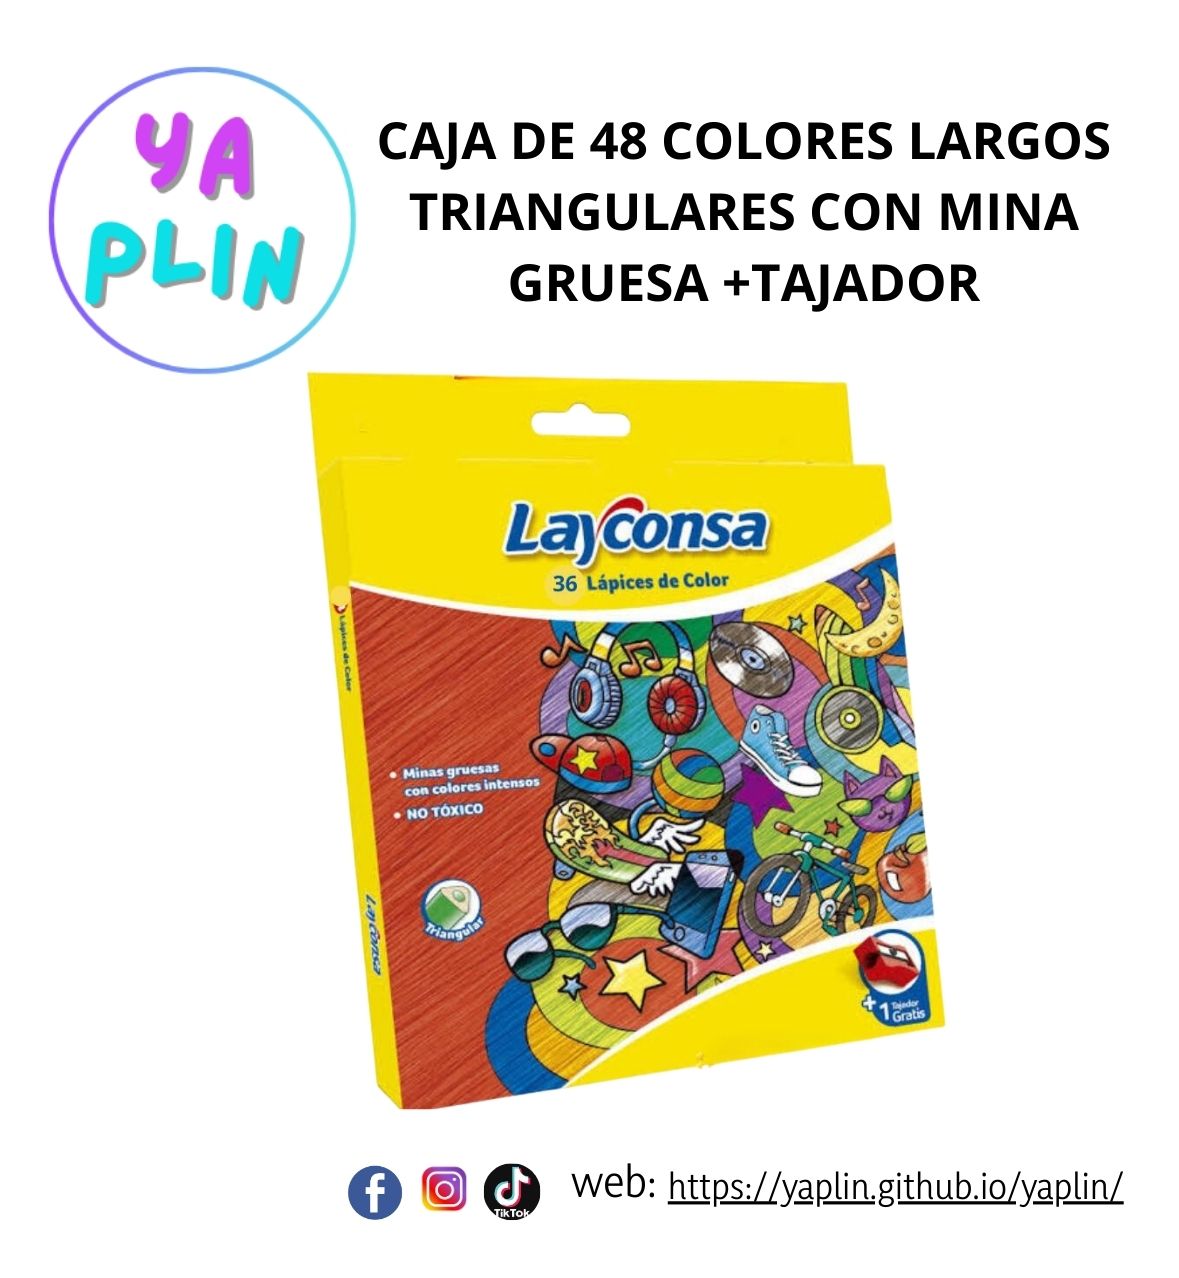 YA
PLIN
CAJA DE 48 COLORES LARGOS
TRIANGULARES CON MINA
GRUESA +TAJADOR
Layconsa
36 Lápices de Color
Lápices de Color
• Minas gruesas
con colores intensos
• NO TÓXICO
Triangular
Layconsa
+1 Tajador
Gratis
TikTok
web: https://yaplin.github.io/yaplin/